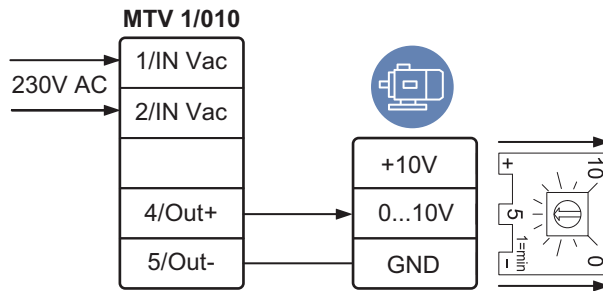 MTV 1/010
1/IN Vac
230V AC
2/IN Vac
4/Out+
5/Out-
+10V
0...10V
GND
+
10
5
1=min
-
0